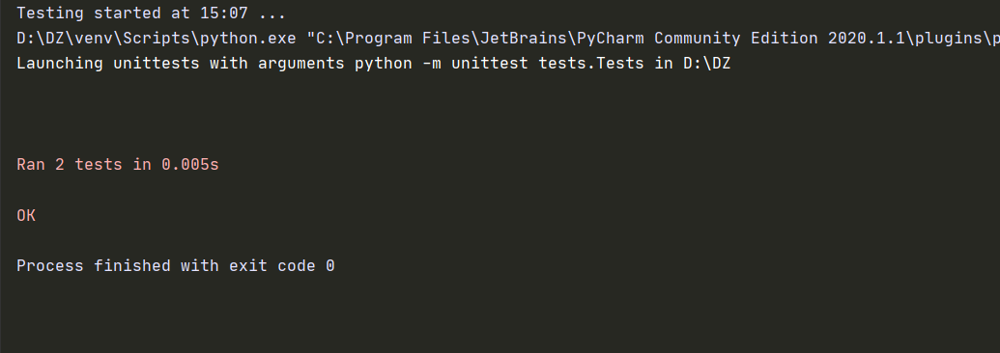 Testing started at 15:07 ...
D:\DZ\venv\Scripts\python.exe "C:\Program Files\JetBrains\PyCharm Community Edition 2020.1.1\plugins\p
Launching unittests with arguments python -m unittest tests.Tests in D:\DZ
Ran 2 tests in 0.005s
OK
Process finished with exit code 0